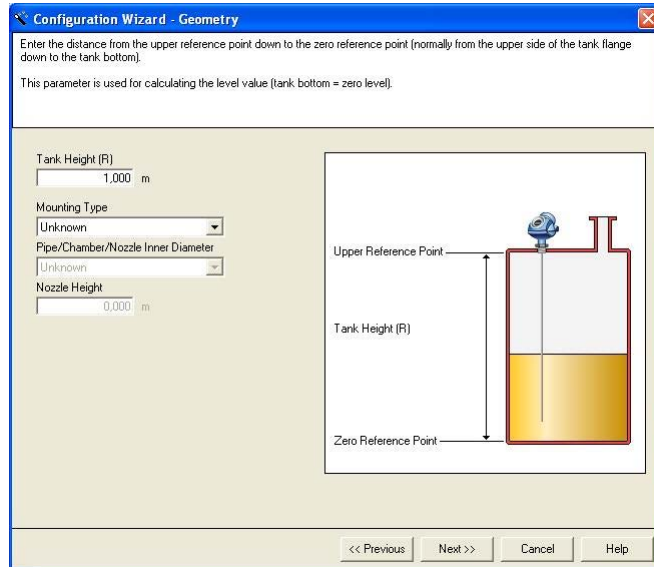 Configuration Wizard - Geometry
Enter the distance from the upper reference point down to the zero reference point (normally from the upper side of the tank flange
down to the tank bottom).
This parameter is used for calculating the level value (tank bottom = zero level).
Tank Height (R)
1,000 m
Mounting Type
Unknown
Pipe/Chamber/Nozzle Inner Diameter
Unknown
Nozzle Height
0,000 m
Upper Reference Point
Tank Height (R)
Zero Reference Point
<< Previous Next >> Cancel Help